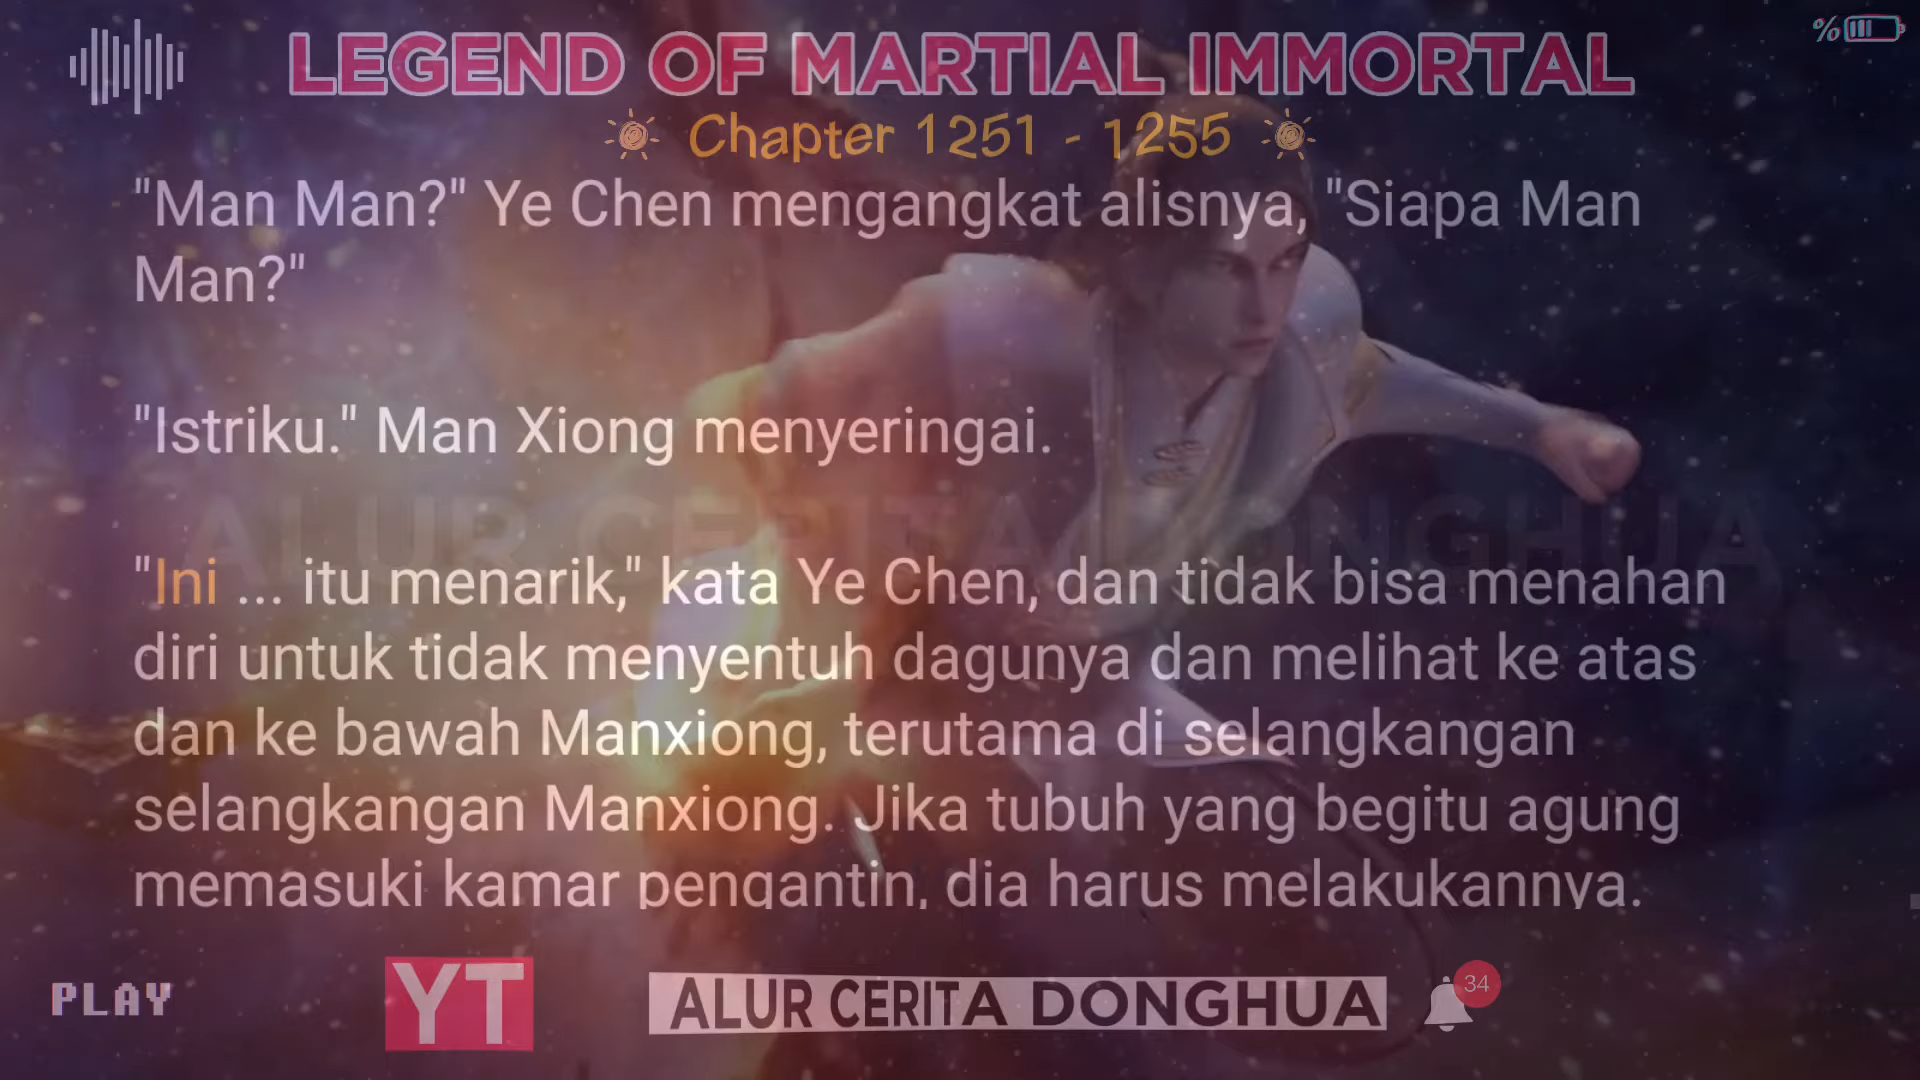 %
LEGEND OF MARTIAL IMMORTAL
Chapter 1251 - 1255
"Man Man?" Ye Chen mengangkat alisnya, "Siapa Man
Man?"
"Istriku." Man Xiong menyeringai.
ALUR CERITA DONGHUA
"Ini ... itu menarik," kata Ye Chen, dan tidak bisa menahan
diri untuk tidak menyentuh dagunya dan melihat ke atas
dan ke bawah Manxiong, terutama di selangkangan
selangkangan Manxiong. Jika tubuh yang begitu agung
memasuki kamar pengantin, dia harus melakukannya.
PLAY
YT
ALUR CERITA DONGHUA
34